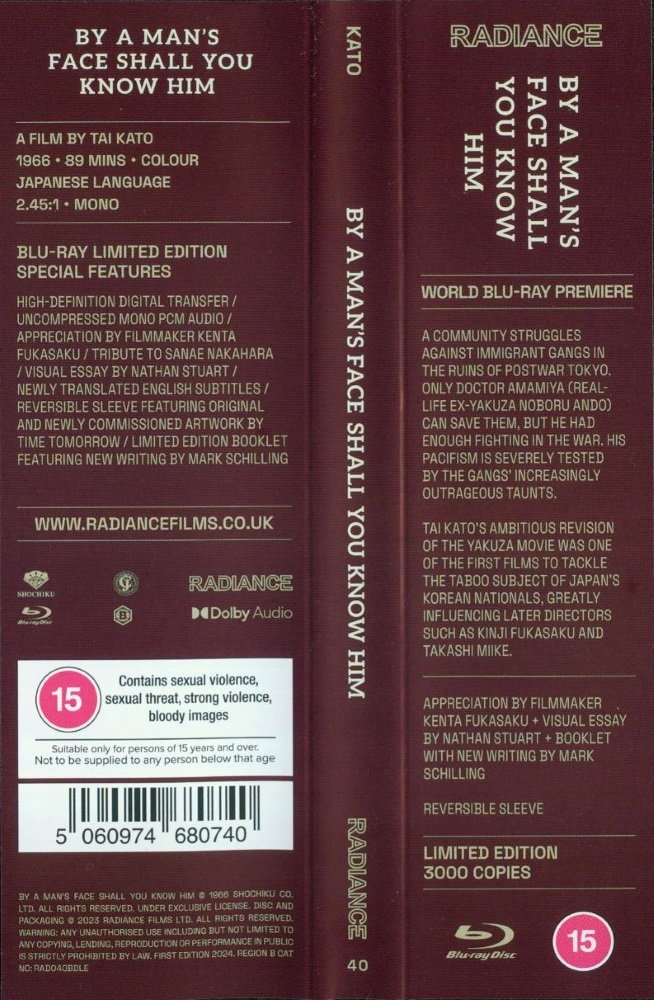 BY A MAN'S
FACE SHALL YOU
KNOW HIM
A FILM BY TAI KATO
1966 • 89 MINS • COLOUR
JAPANESE LANGUAGE
2.45:1 • MONO
BLU-RAY LIMITED EDITION
SPECIAL FEATURES
HIGH-DEFINITION DIGITAL TRANSFER /
UNCOMPRESSED MONO PCM AUDIO /
APPRECIATION BY FILMMAKER KENTA
FUKASAKU / TRIBUTE TO SANAE NAKAHARA
/ VISUAL ESSAY BY NATHAN STUART /
NEWLY TRANSLATED ENGLISH SUBTITLES /
REVERSIBLE SLEEVE FEATURING ORIGINAL
AND NEWLY COMMISSIONED ARTWORK BY
TIME TOMORROW / LIMITED EDITION BOOKLET
FEATURING NEW WRITING BY MARK SCHILLING
WWW.RADIANCEFILMS.CO.UK
SHOCHIKU
RADIANCE
Blu-ray Disc
B
Dolby Audio
15
Contains sexual violence,
sexual threat, strong violence,
bloody images
Suitable only for persons of 15 years and over.
Not to be supplied to any person below that age
5 060974 680740
BY A MAN'S FACE SHALL YOU KNOW HIM © 1966 SHOCHIKU CO.
LTD. ALL RIGHTS RESERVED. UNDER EXCLUSIVE LICENSE. DISC AND
PACKAGING © 2023 RADIANCE FILMS LTD. ALL RIGHTS RESERVED.
WARNING: ANY UNAUTHORISED USE INCLUDING BUT NOT LIMITED TO
ANY COPYING, LENDING, REPRODUCTION OR PERFORMANCE IN PUBLIC
IS STRICTLY PROHIBITED BY LAW. FIRST EDITION 2024. REGION B CAT
NO: RAD040BDLE
KATO
BY A MAN'S FACE SHALL YOU KNOW HIM
RADIANCE
40
RADIANCE
BY A MAN'S
FACE SHALL
YOU KNOW
HIM
WORLD BLU-RAY PREMIERE
A COMMUNITY STRUGGLES
AGAINST IMMIGRANT GANGS IN
THE RUINS OF POSTWAR TOKYO.
ONLY DOCTOR AMAMIYA (REAL-
LIFE EX-YAKUZA NOBORU ANDO)
CAN SAVE THEM, BUT HE HAD
ENOUGH FIGHTING IN THE WAR. HIS
PACIFISM IS SEVERELY TESTED
BY THE GANGS' INCREASINGLY
OUTRAGEOUS TAUNTS.
TAI KATO'S AMBITIOUS REVISION
OF THE YAKUZA MOVIE WAS ONE
OF THE FIRST FILMS TO TACKLE
THE TABOO SUBJECT OF JAPAN'S
KOREAN NATIONALS, GREATLY
INFLUENCING LATER DIRECTORS
SUCH AS KINJI FUKASAKU AND
TAKASHI MIIKE.
APPRECIATION BY FILMMAKER
KENTA FUKASAKU + VISUAL ESSAY
BY NATHAN STUART + BOOKLET
WITH NEW WRITING BY MARK
SCHILLING
REVERSIBLE SLEEVE
LIMITED EDITION
3000 COPIES
Blu-ray Disc
15